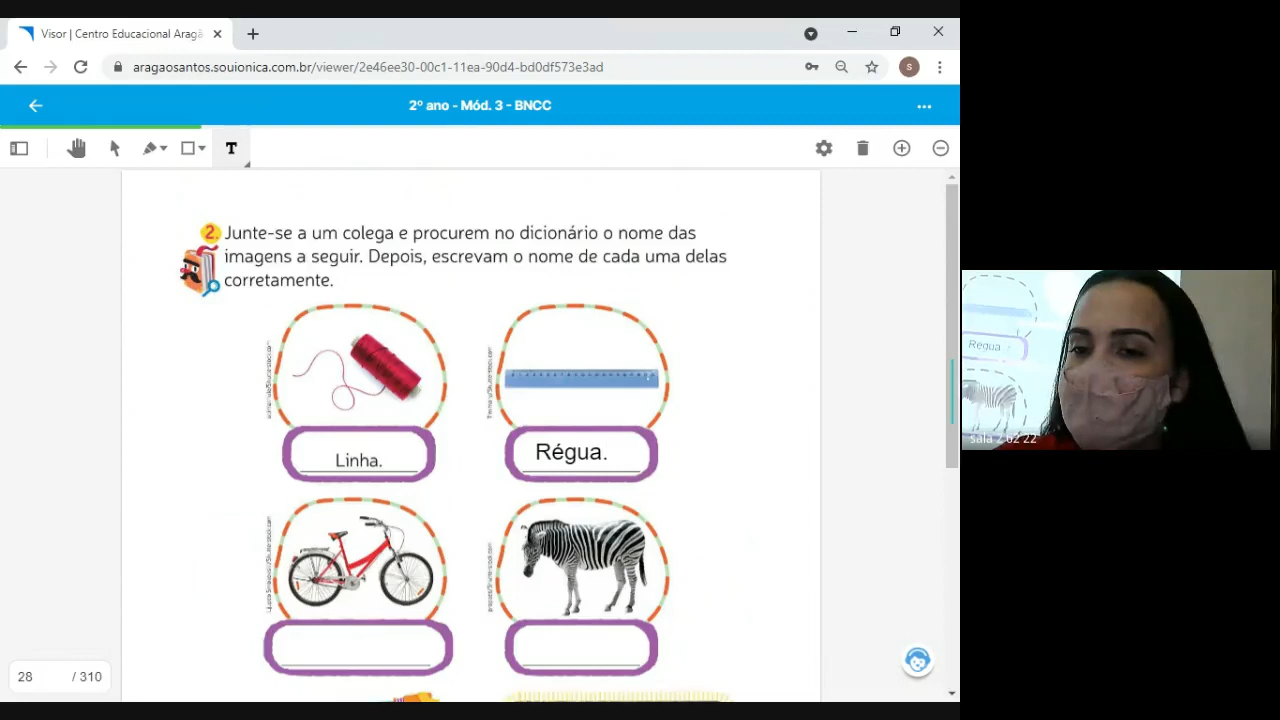 Visor | Centro Educacional Aragã
aragaosantos.souionica.com.br/viewer/2e46ee30-00c1-11ea-90d4-bd0df573e3ad
S
2º ano - Mód. 3 - BNCC
T
2. Junte-se a um colega e procurem no dicionário o nome das
imagens a seguir. Depois, escrevam o nome de cada uma delas
corretamente.
Linha.
Régua.
28 / 310
Regua
sala 2 62 22